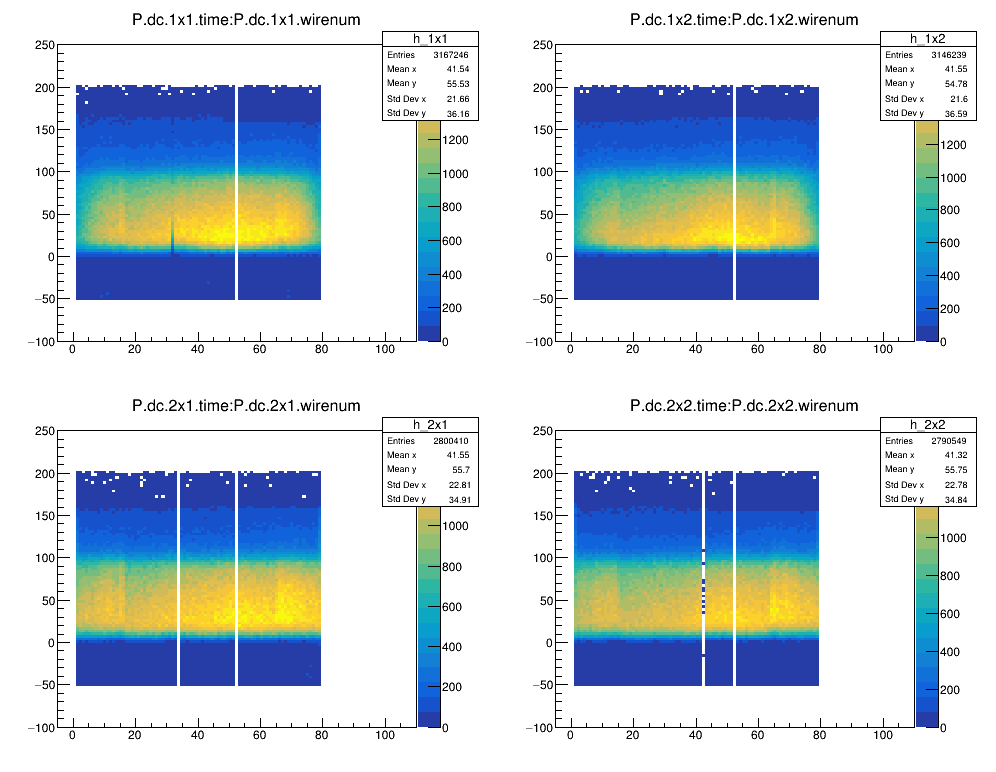 P.dc.1x1.time:P.dc.1x1.wirenum
h_1x1
Entries 3167246
Mean x 41.54
Mean y 55.53
Std Dev x 21.66
Std Dev y 36.16
250
200
150
100
50
0
−50
−100
0 20 40 60 80 100
1200
1000
800
600
400
200
0
P.dc.1x2.time:P.dc.1x2.wirenum
h_1x2
Entries 3146239
Mean x 41.55
Mean y 54.78
Std Dev x 21.6
Std Dev y 36.59
250
200
150
100
50
0
−50
−100
0 20 40 60 80 100
1200
1000
800
600
400
200
0
P.dc.2x1.time:P.dc.2x1.wirenum
h_2x1
Entries 2800410
Mean x 41.55
Mean y 55.7
Std Dev x 22.81
Std Dev y 34.91
250
200
150
100
50
0
−50
−100
0 20 40 60 80 100
1000
800
600
400
200
0
P.dc.2x2.time:P.dc.2x2.wirenum
h_2x2
Entries 2790549
Mean x 41.32
Mean y 55.75
Std Dev x 22.78
Std Dev y 34.84
250
200
150
100
50
0
−50
−100
0 20 40 60 80 100
1000
800
600
400
200
0